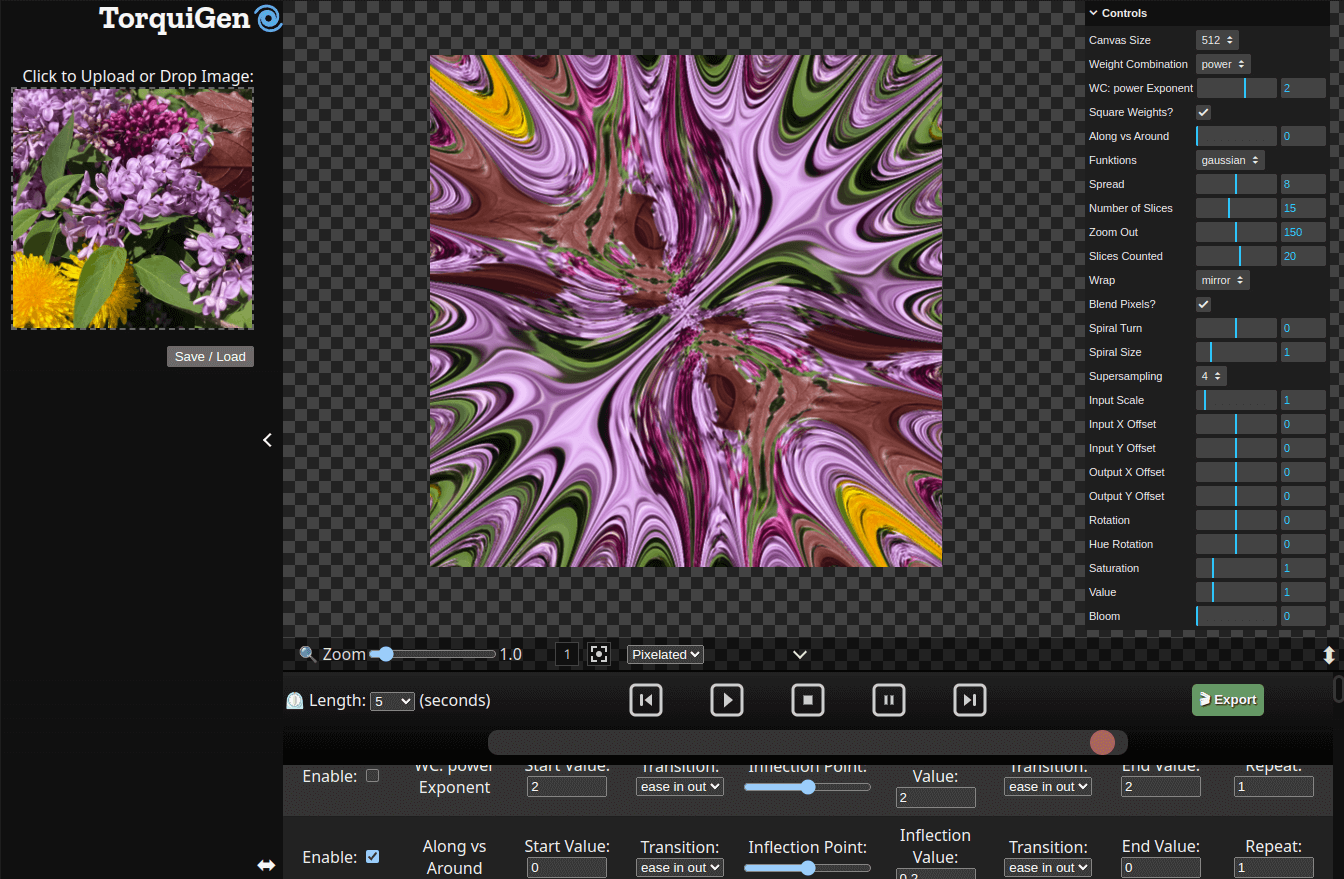 TorquiGen
Click to Upload or Drop Image:
Save / Load
Controls
Canvas Size 512
Weight Combination power
WC: power Exponent 2
Square Weights?
Along vs Around 0
Funktions gaussian
Spread 8
Number of Slices 15
Zoom Out 150
Slices Counted 20
Wrap mirror
Blend Pixels?
Spiral Turn 0
Spiral Size 1
Supersampling 4
Input Scale 1
Input X Offset 0
Input Y Offset 0
Output X Offset 0
Output Y Offset 0
Rotation 0
Hue Rotation 0
Saturation 1
Value 1
Bloom 0
Zoom 1.0 1 Pixelated
Length: 5 (seconds) Export
Enable: WC: power Exponent Start Value: 2 Transition: ease in out Inflection Point: Value: 2 Transition: ease in out End Value: 2 Repeat: 1
Enable: Along vs Around Start Value: 0 Transition: ease in out Inflection Point: Inflection Value: 0.2 Transition: ease in out End Value: 0 Repeat: 1